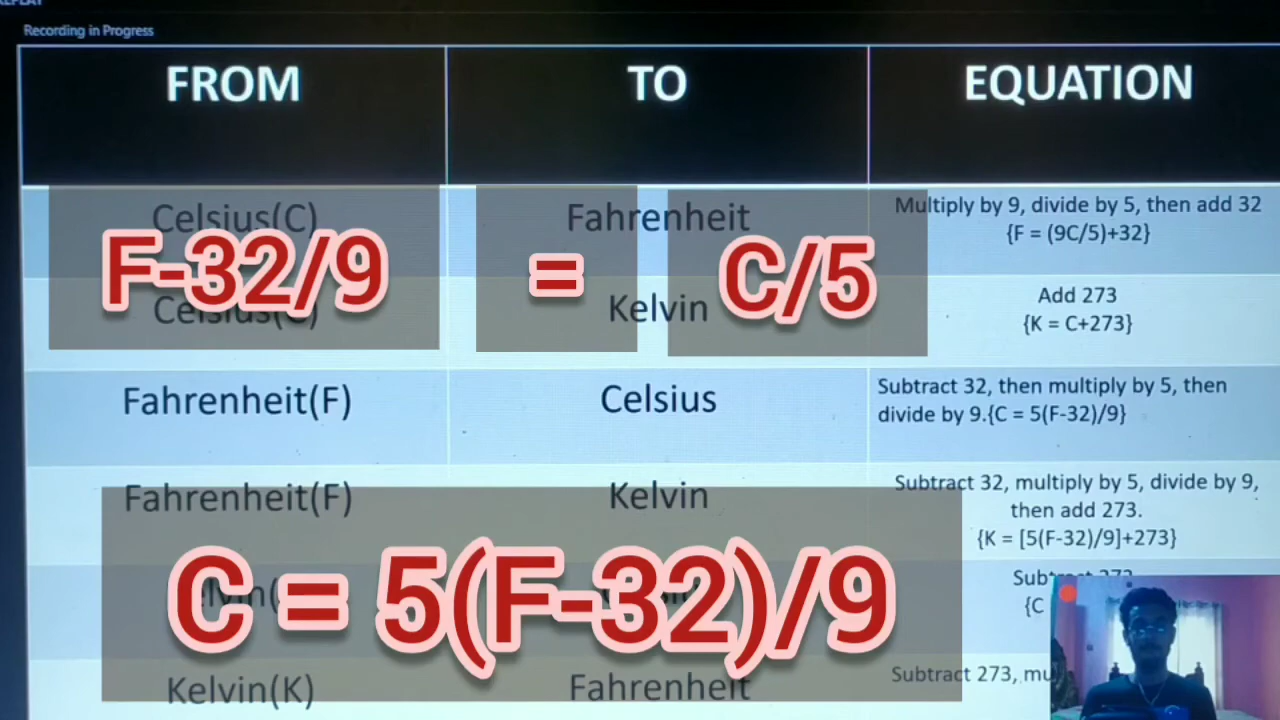 Recording in Progress
FROM TO EQUATION
Celsius(C) Fahrenheit Multiply by 9, divide by 5, then add 32
{F = (9C/5)+32}
F-32/9 = C/5
Celsius(C) Kelvin Add 273
{K = C+273}
Fahrenheit(F) Celsius Subtract 32, then multiply by 5, then
divide by 9.{C = 5(F-32)/9}
Fahrenheit(F) Kelvin Subtract 32, multiply by 5, divide by 9,
then add 273.
{K = [5(F-32)/9]+273}
C = 5(F-32)/9
{C
Kelvin(K) Fahrenheit Subtract 273,